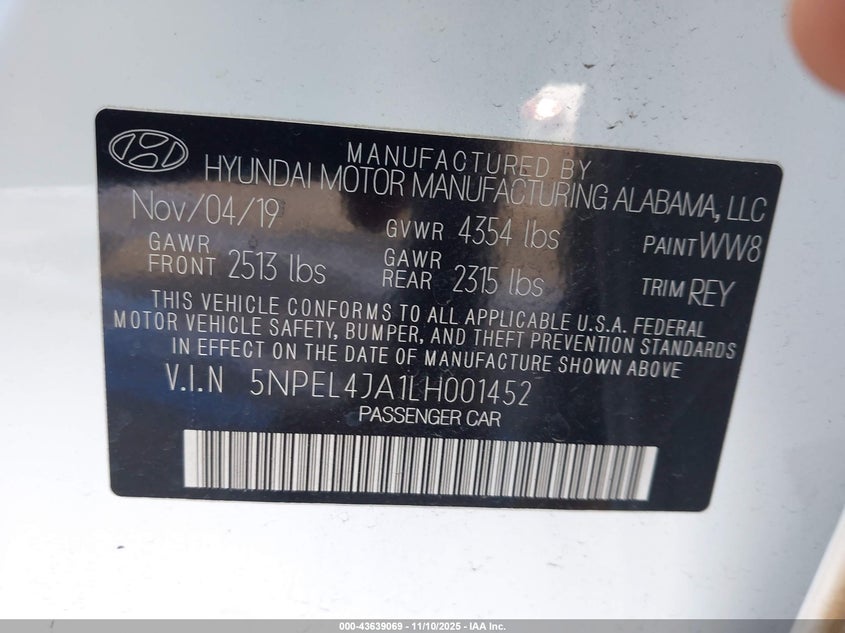 MANUFACTURED BY
HYUNDAI MOTOR MANUFACTURING ALABAMA, LLC
Nov/04/19 GVWR 4354 lbs PAINT WW8
GAWR FRONT 2513 lbs GAWR REAR 2315 lbs TRIM REY
THIS VEHICLE CONFORMS TO ALL APPLICABLE U.S.A. FEDERAL
MOTOR VEHICLE SAFETY, BUMPER, AND THEFT PREVENTION STANDARDS
IN EFFECT ON THE DATE OF MANUFACTURE SHOWN ABOVE
V.I.N 5NPEL4JA1LH001452
PASSENGER CAR
000-43639069 - 11/10/2025 - IAA Inc.